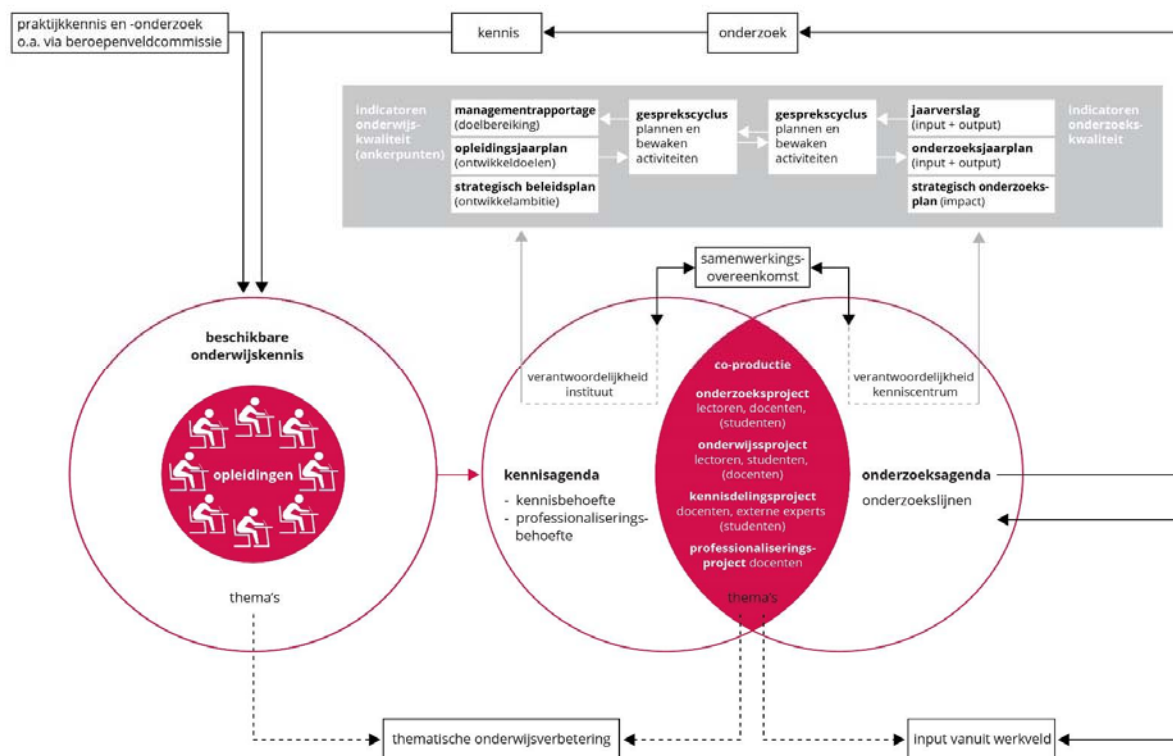 praktijkkennis en -onderzoek
o.a. via beroepenveldcommissie
kennis
onderzoek
indicatoren
onderwijs-
kwaliteit
(ankerpunten)
managementrapportage
(doelbereiking)
opleidingsjaarplan
(ontwikkeldoelen)
strategisch beleidsplan
(ontwikkelambitie)
gesprekscyclus
plannen en
bewaken
activiteiten
gesprekscyclus
plannen en
bewaken
activiteiten
jaarverslag
(input + output)
onderzoeksjaarplan
(input + output)
strategisch onderzoeks-
plan (impact)
indicatoren
onderzoeks-
kwaliteit
samenwerkings-
overeenkomst
beschikbare
onderwijskennis
opleidingen
thema's
verantwoordelijkheid
instituut
kennisagenda
- kennisbehoefte
- professionaliserings-
behoefte
co-productie
onderzoeksproject
lectoren, docenten,
(studenten)
onderwijssproject
lectoren, studenten,
(docenten)
kennisdelingsproject
docenten, externe experts
(studenten)
professionaliserings-
project docenten
thema's
verantwoordelijkheid
kenniscentrum
onderzoeksagenda
onderzoekslijnen
thematische onderwijsverbetering
input vanuit werkveld